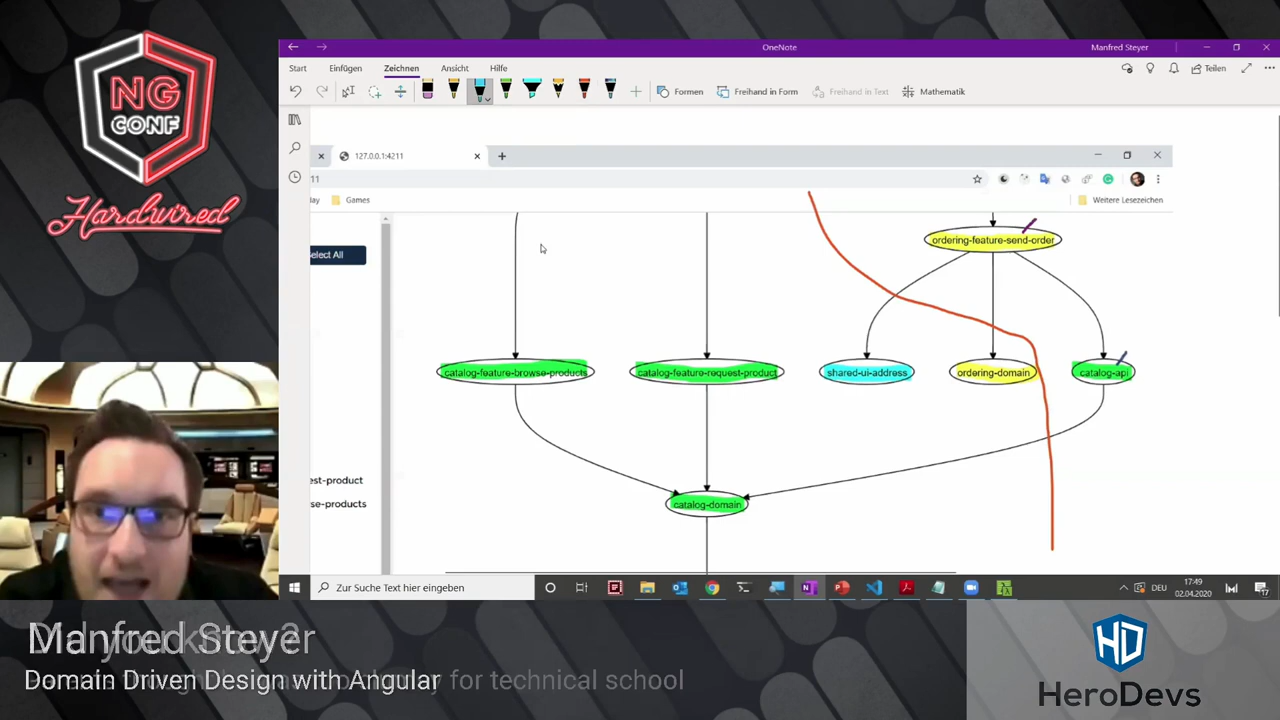 NG
CONF
Hardwired
OneNote
Manfred Steyer
Start Einfügen Zeichnen Ansicht Hilfe
Teilen
Formen Freihand in Form Freihand in Text Mathematik
127.0.0.1:4211
11
lay Games
Weitere Lesezeichen
elect All
ordering-feature-send-order
catalog-feature-browse-products catalog-feature-request-product shared-ui-address ordering-domain catalog-api
est-product
se-products
catalog-domain
Zur Suche Text hier eingeben
DEU
17:49
02.04.2020
17
Manfred Steyer
Domain Driven Design with Angular
for technical school
HD
HeroDevs